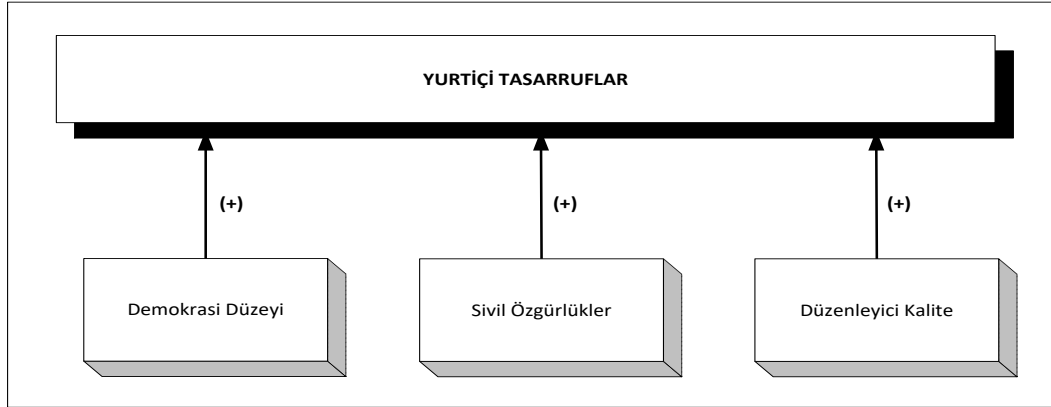 YURTİÇİ TASARRUFLAR
(+)
(+)
(+)
Demokrasi Düzeyi
Sivil Özgürlükler
Düzenleyici Kalite